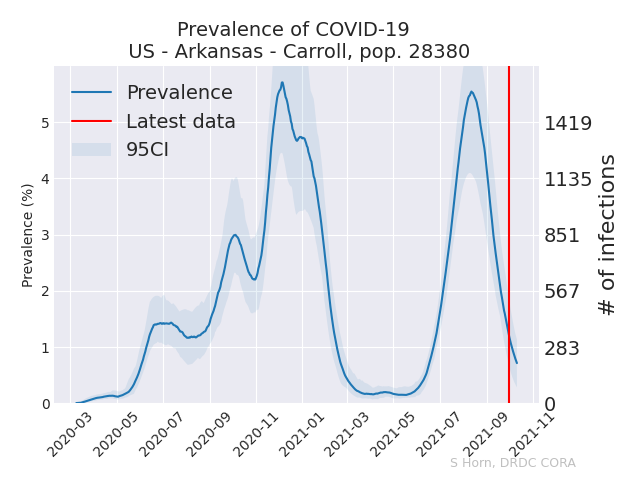 Prevalence of COVID-19
US - Arkansas - Carroll, pop. 28380
Prevalence
Latest data
95CI
Prevalence (%)
5
4
3
2
1
0
1419
1135
851
567
283
0
# of infections
2020-03
2020-05
2020-07
2020-09
2020-11
2021-01
2021-03
2021-05
2021-07
2021-09
2021-11
S Horn, DRDC CORA